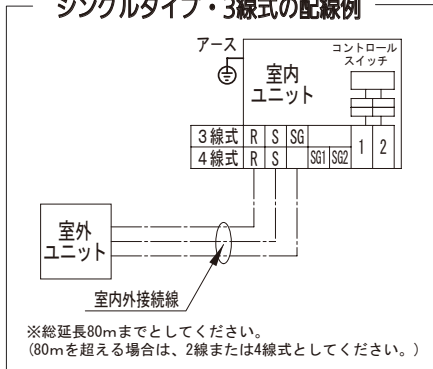 シングルタイプ・3線式の配線例
アース
コントロール
スイッチ
室内
ユニット
3線式 R S SG
4線式 R S SG1 SG2 1 2
室外
ユニット
室内外接続線
※総延長80mまでとしてください。
(80mを超える場合は、2線または4線式としてください。)